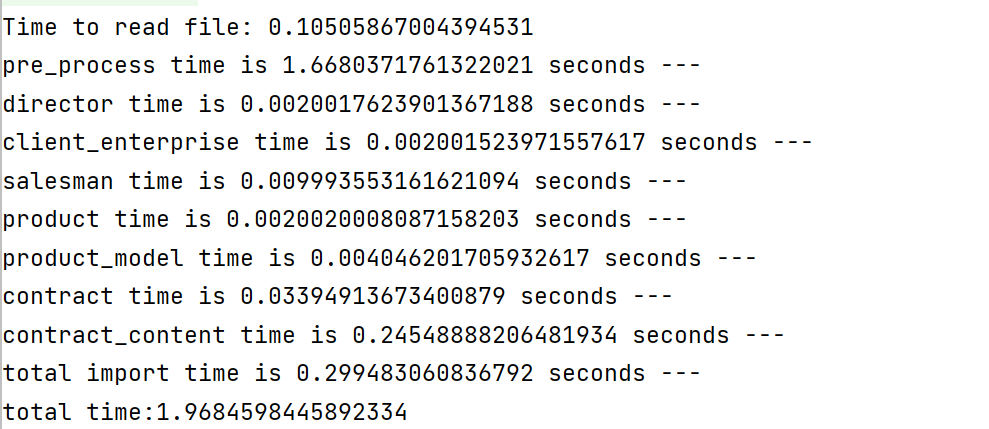 Time to read file: 0.10505867004394531
pre_process time is 1.6680371761322021 seconds ---
director time is 0.0020017623901367188 seconds ---
client_enterprise time is 0.002001523971557617 seconds ---
salesman time is 0.009993553161621094 seconds ---
product time is 0.0020020008087158203 seconds ---
product_model time is 0.004046201705932617 seconds ---
contract time is 0.03394913673400879 seconds ---
contract_content time is 0.24548888206481934 seconds ---
total import time is 0.299483060836792 seconds ---
total time:1.9684598445892334